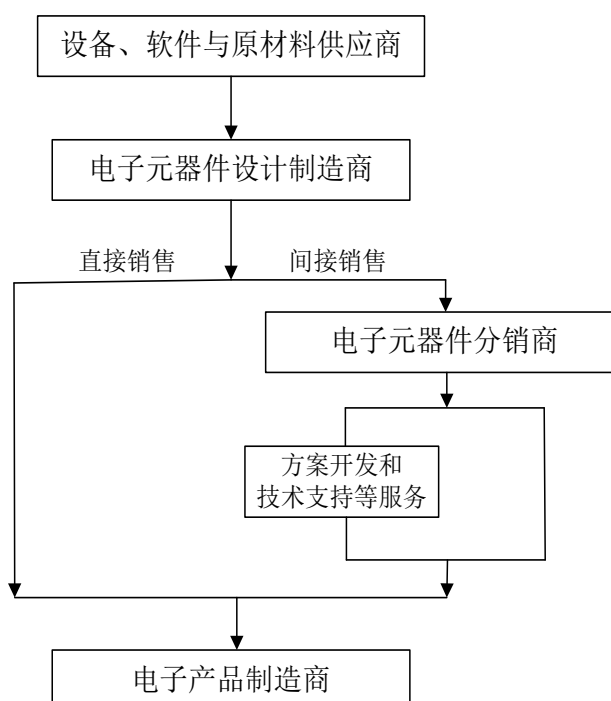 设备、软件与原材料供应商
电子元器件设计制造商
直接销售
间接销售
电子元器件分销商
方案开发和
技术支持等服务
电子产品制造商